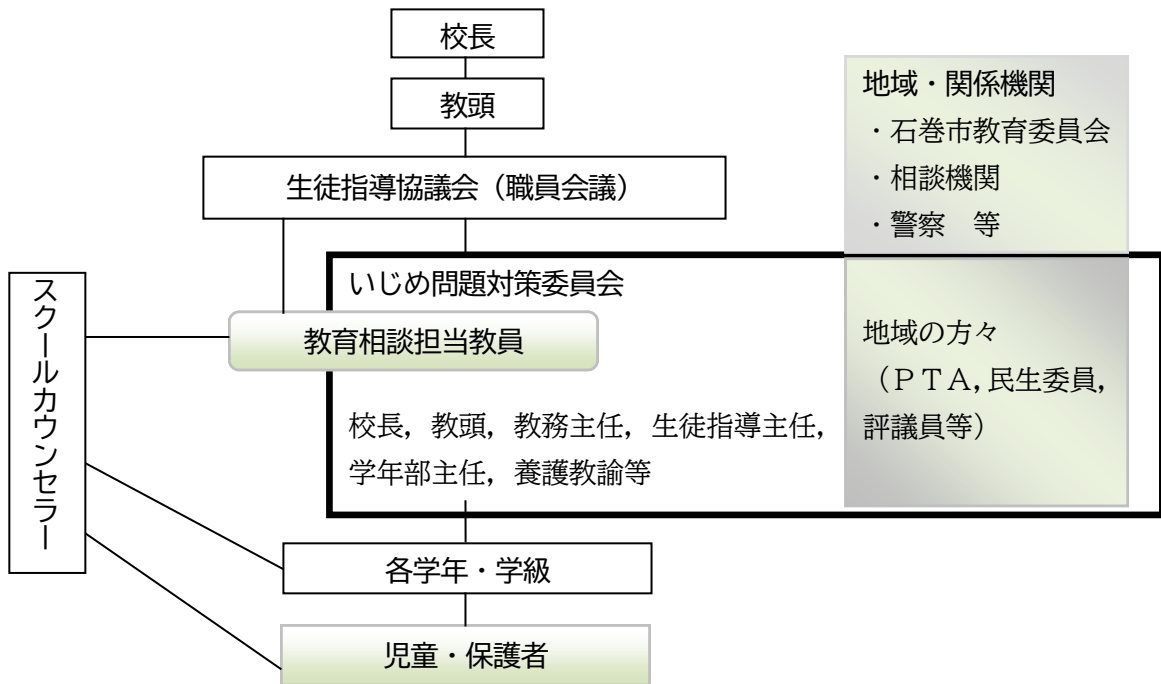 校長
教頭
生徒指導協議会（職員会議）
地域・関係機関
・石巻市教育委員会
・相談機関
・警察　等
スクールカウンセラー
いじめ問題対策委員会
教育相談担当教員
校長，教頭，教務主任，生徒指導主任，
学年部主任，養護教諭等
地域の方々
（ＰＴＡ，民生委員，
評議員等）
各学年・学級
児童・保護者